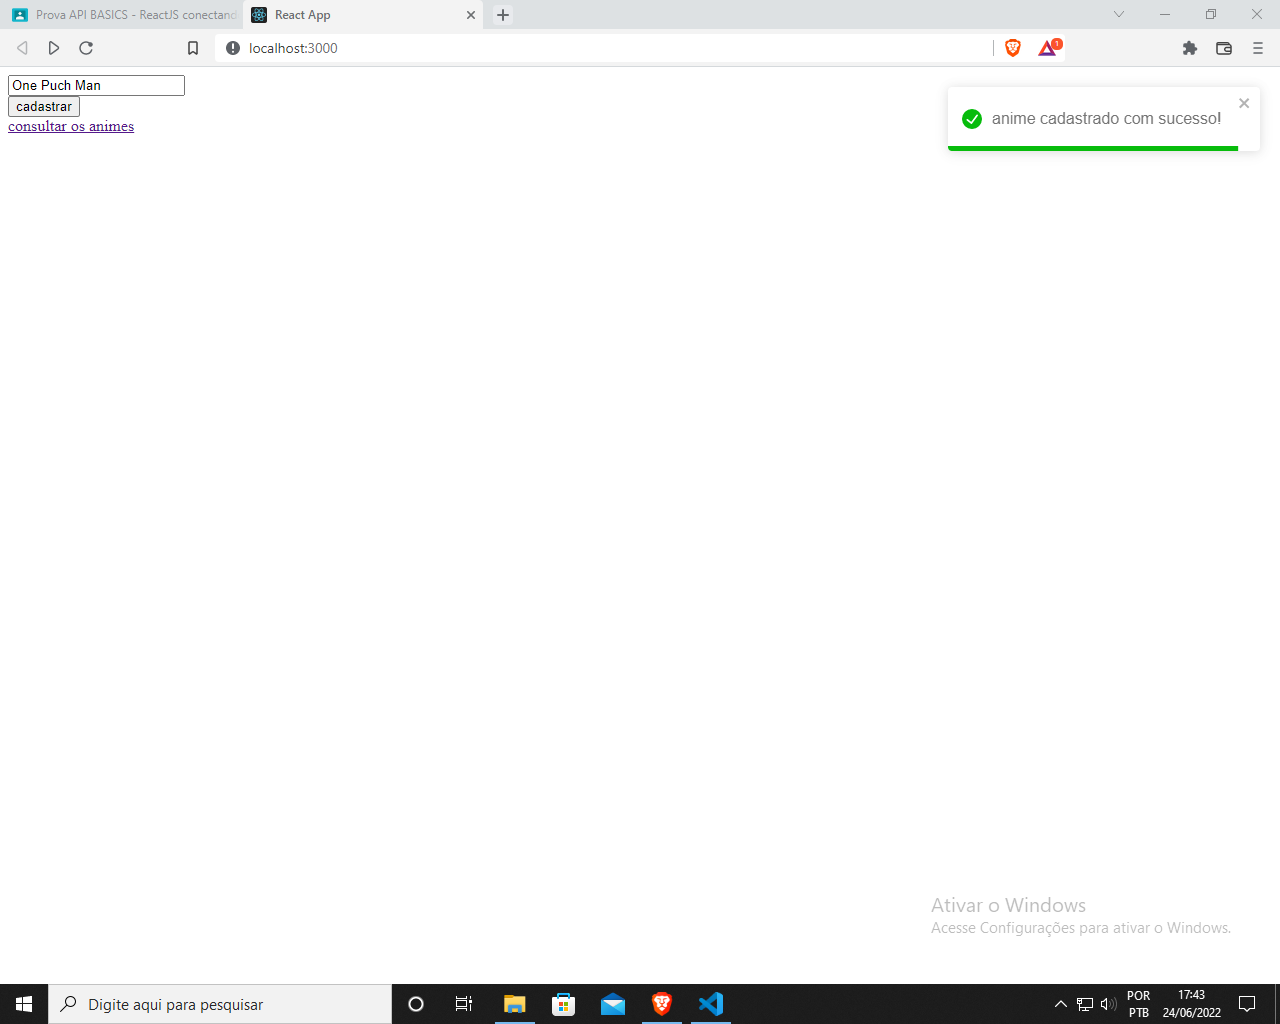 Prova API BASICS - ReactJS conectand
React App
localhost:3000
1
One Puch Man
cadastrar
consultar os animes
anime cadastrado com sucesso!
Ativar o Windows
Acesse Configurações para ativar o Windows.
Digite aqui para pesquisar
POR
PTB
17:43
24/06/2022